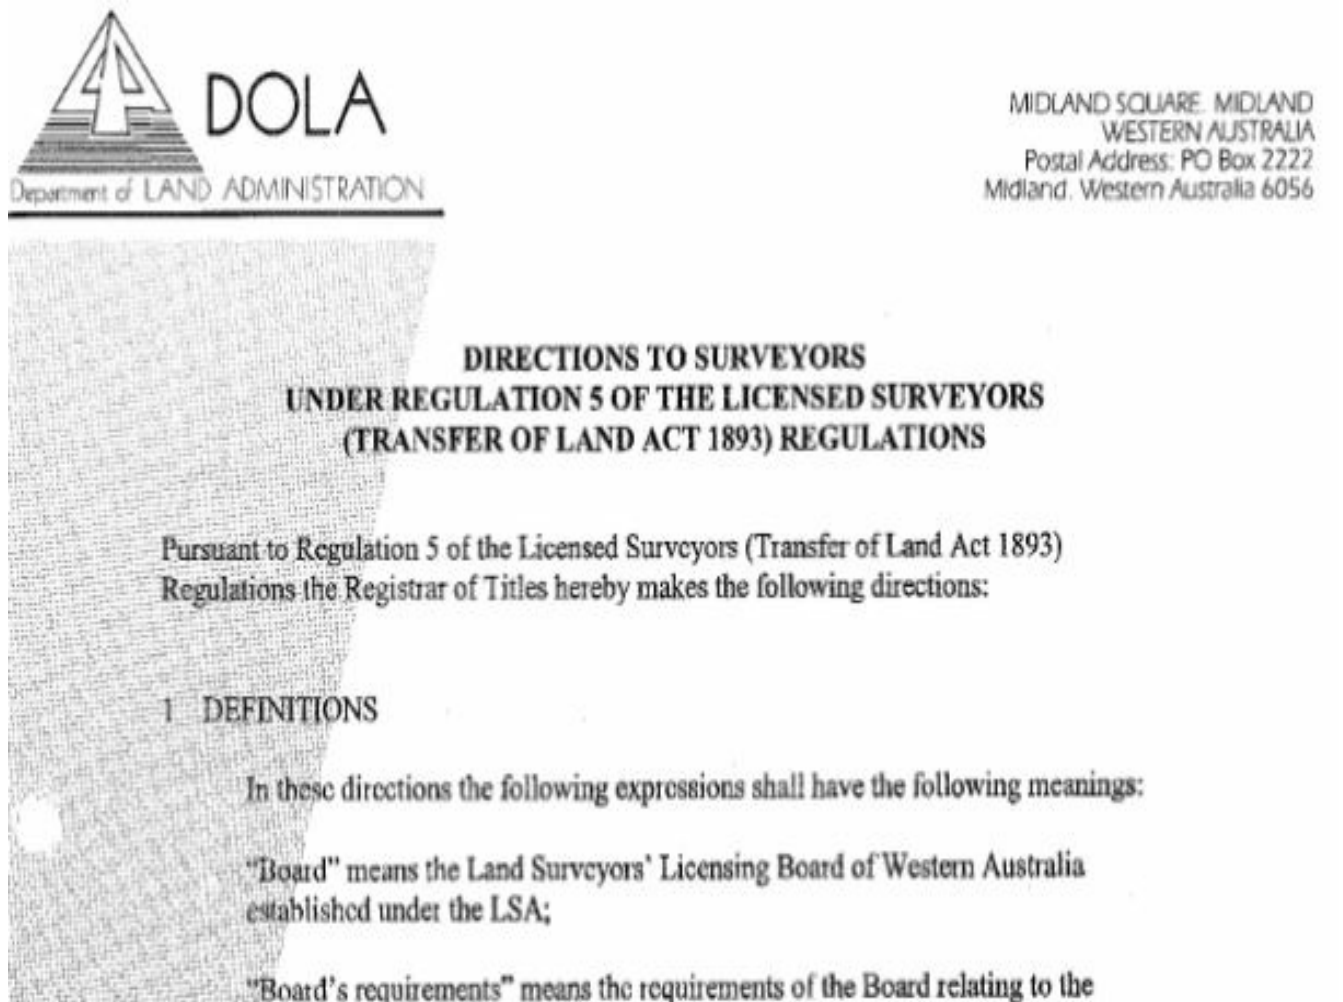 DOLA
Department of LAND ADMINISTRATION
MIDLAND SQUARE. MIDLAND
WESTERN AUSTRALIA
Postal Address: PO Box 2222
Midland. Western Australia 6056
DIRECTIONS TO SURVEYORS
UNDER REGULATION 5 OF THE LICENSED SURVEYORS
(TRANSFER OF LAND ACT 1893) REGULATIONS
Pursuant to Regulation 5 of the Licensed Surveyors (Transfer of Land Act 1893)
Regulations the Registrar of Titles hereby makes the following directions:
1 DEFINITIONS
In these directions the following expressions shall have the following meanings:
“Board” means the Land Surveyors’ Licensing Board of Western Australia
established under the LSA;
“Board’s requirements” means the requirements of the Board relating to the